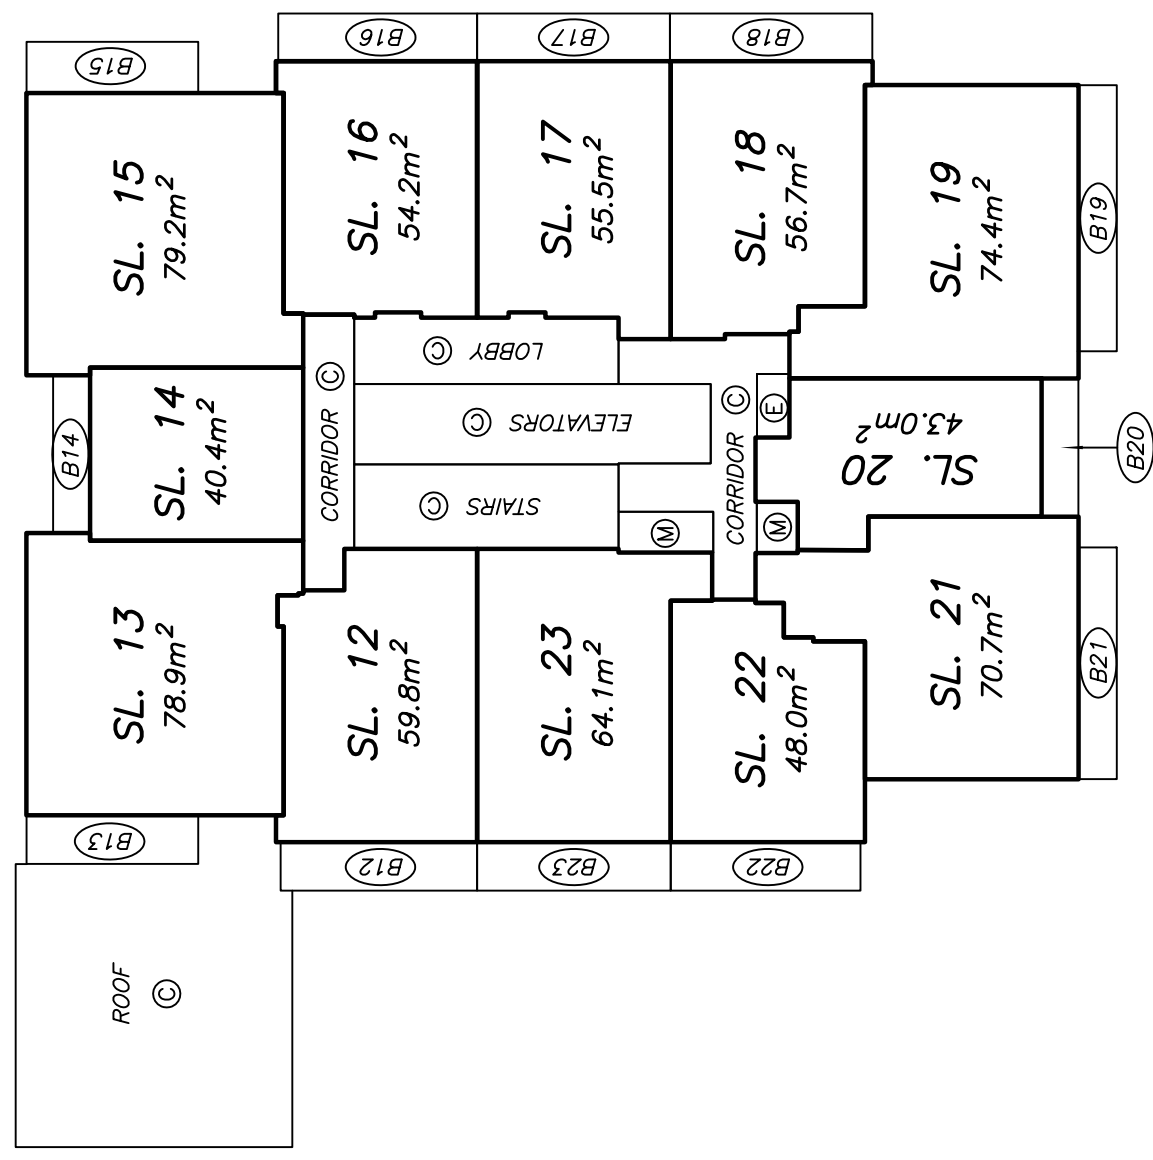 B16
B17
B18
B15
SL. 15
79.2m²
SL. 16
54.2m²
SL. 17
55.5m²
SL. 18
56.7m²
SL. 19
74.4m²
B19
B14
SL. 14
40.4m²
CORRIDOR
C
LOBBY
C
ELEVATORS
C
STAIRS
C
CORRIDOR
C
E
M
M
SL. 20
43.0m²
B20
SL. 13
78.9m²
SL. 12
59.8m²
SL. 23
64.1m²
SL. 22
48.0m²
SL. 21
70.7m²
B21
B13
B12
B23
B22
ROOF
C